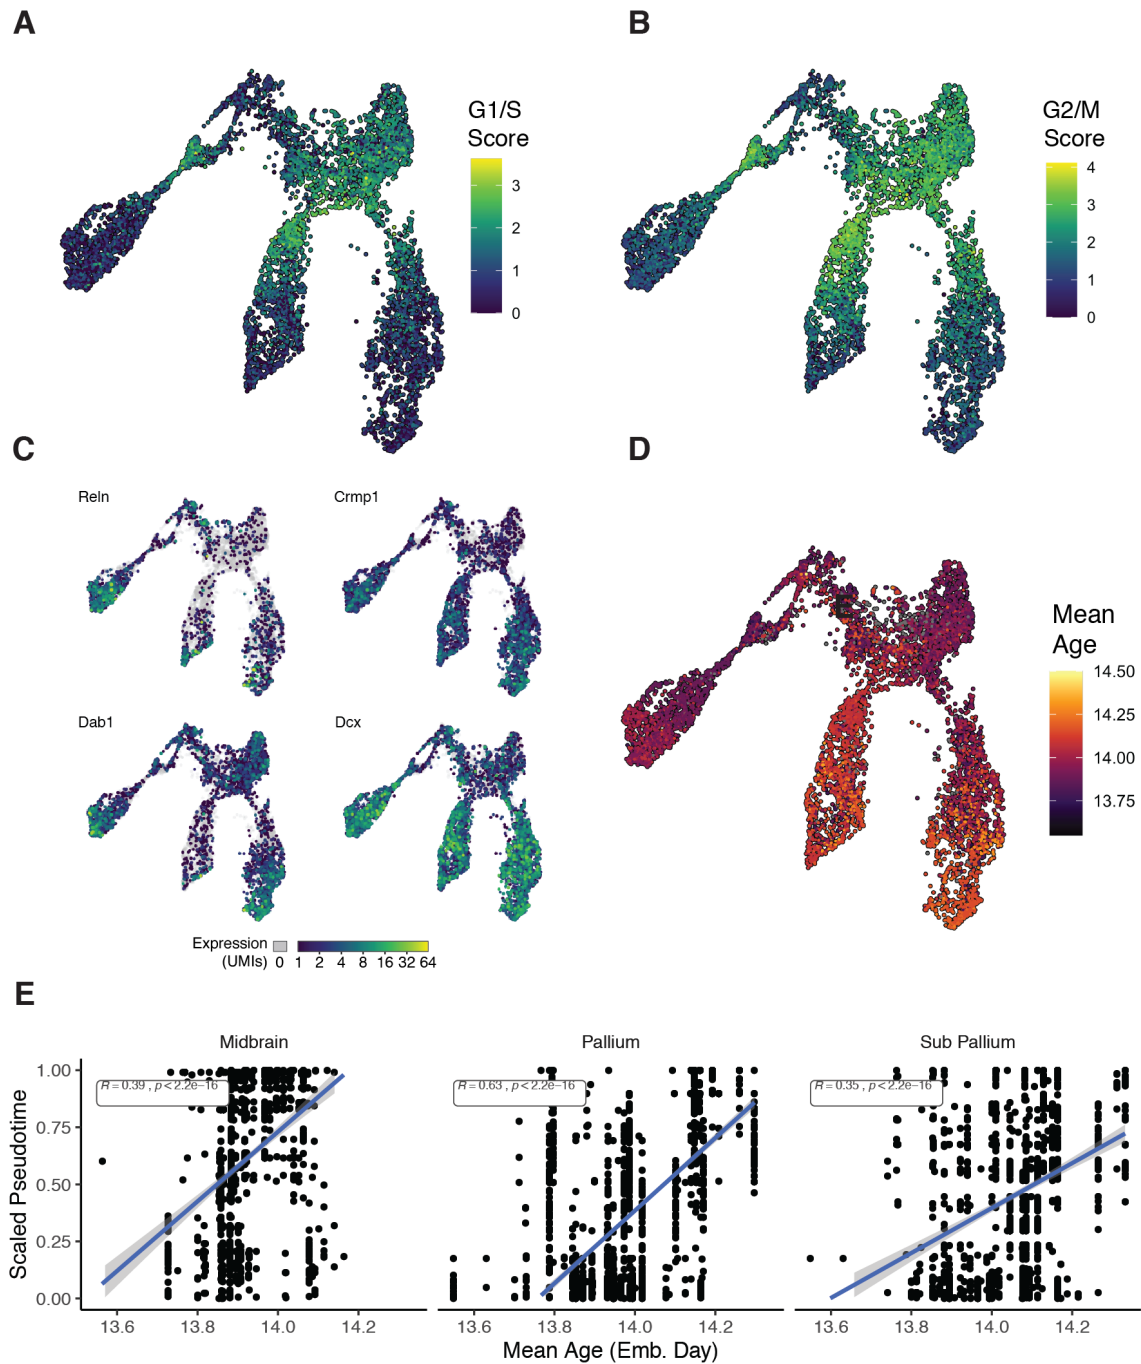 A
B
G1/S
Score
3
2
1
0
G2/M
Score
4
3
2
1
0
C
D
Reln
Crmp1
Dab1
Dcx
Expression
(UMIs)
0 1 2 4 8 16 32 64
E
Mean
Age
14.50
14.25
14.00
13.75
E
Midbrain
Pallium
Sub Pallium
R = 0.39 , p < 2.2e−16
R = 0.63 , p < 2.2e−16
R = 0.35 , p < 2.2e−16
Scaled Pseudotime
1.00
0.75
0.50
0.25
0.00
13.6 13.8 14.0 14.2
13.6 13.8 14.0 14.2
13.6 13.8 14.0 14.2
Mean Age (Emb. Day)